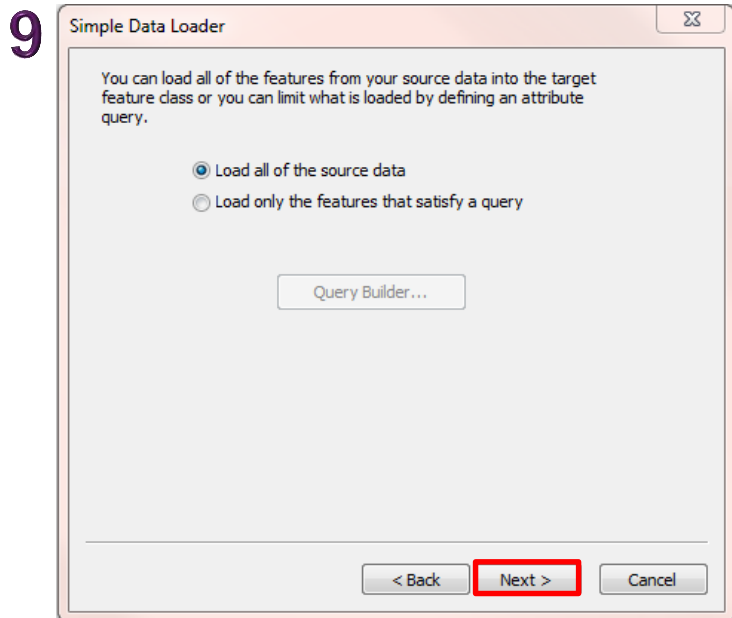 9
Simple Data Loader
You can load all of the features from your source data into the target
feature class or you can limit what is loaded by defining an attribute
query.
Load all of the source data
Load only the features that satisfy a query
Query Builder...
< Back Next > Cancel